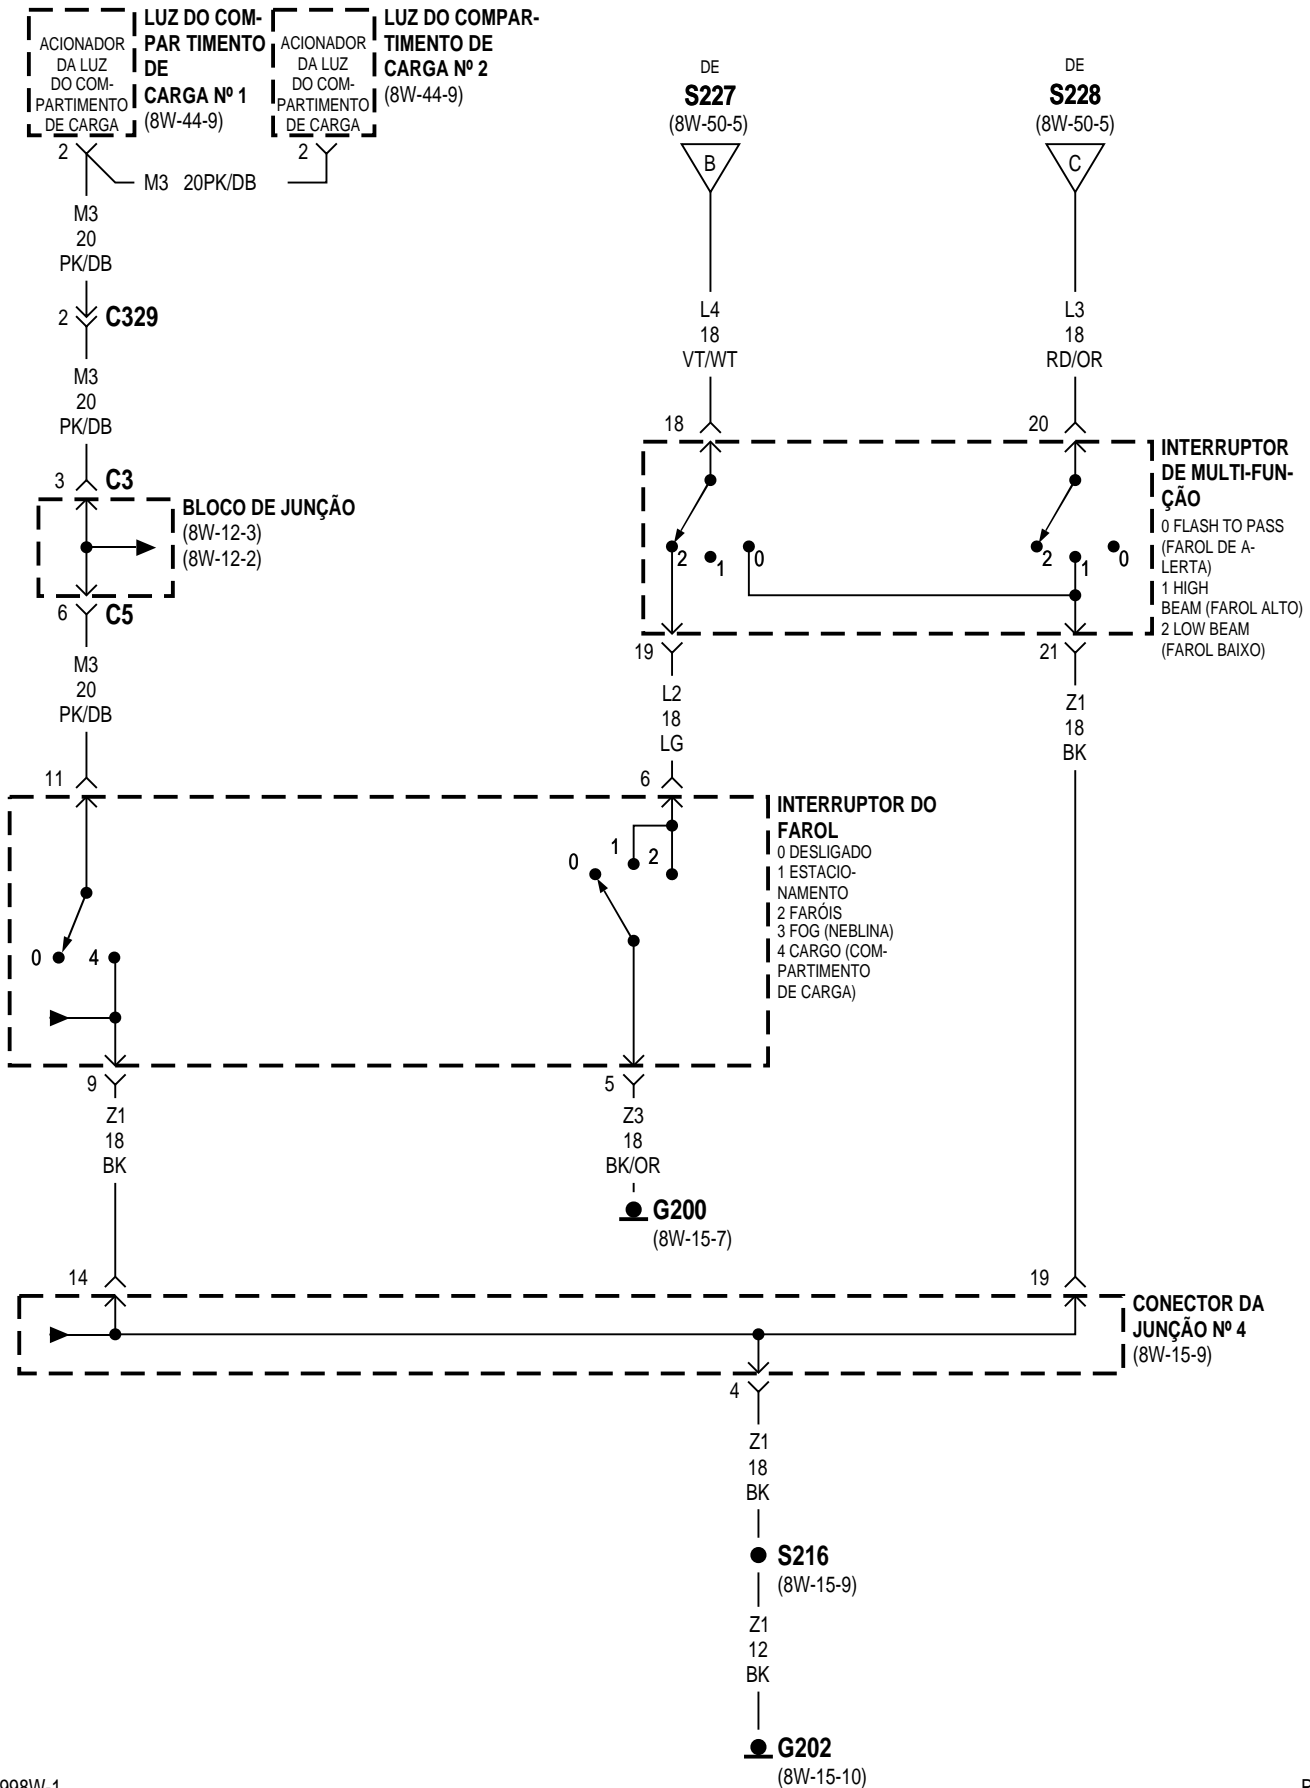 LUZ DO COM-
PAR TIMENTO
DE
CARGA Nº 1
(8W-44-9)
ACIONADOR
DA LUZ
DO COM-
PARTIMENTO
DE CARGA
LUZ DO COMPAR-
TIMENTO DE
CARGA Nº 2
(8W-44-9)
ACIONADOR
DA LUZ
DO COM-
PARTIMENTO
DE CARGA
2
2
M3 20PK/DB
M3
20
PK/DB
2
C329
M3
20
PK/DB
3
C3
BLOCO DE JUNÇÃO
(8W-12-3)
(8W-12-2)
6
C5
M3
20
PK/DB
11
DE
S227
(8W-50-5)
B
L4
18
VT/WT
18
DE
S228
(8W-50-5)
C
L3
18
RD/OR
20
INTERRUPTOR
DE MULTI-FUN-
ÇÃO
0 FLASH TO PASS
(FAROL DE A-
LERTA)
1 HIGH
BEAM (FAROL ALTO)
2 LOW BEAM
(FAROL BAIXO)
2
1
0
2
1
0
19
21
L2
18
LG
6
Z1
18
BK
INTERRUPTOR DO
FAROL
0 DESLIGADO
1 ESTACIO-
NAMENTO
2 FARÓIS
3 FOG (NEBLINA)
4 CARGO (COM-
PARTIMENTO
DE CARGA)
0
1
2
0
4
9
Z1
18
BK
5
Z3
18
BK/OR
G200
(8W-15-7)
14
19
CONECTOR DA
JUNÇÃO Nº 4
(8W-15-9)
4
Z1
18
BK
S216
(8W-15-9)
Z1
12
BK
G202
(8W-15-10)